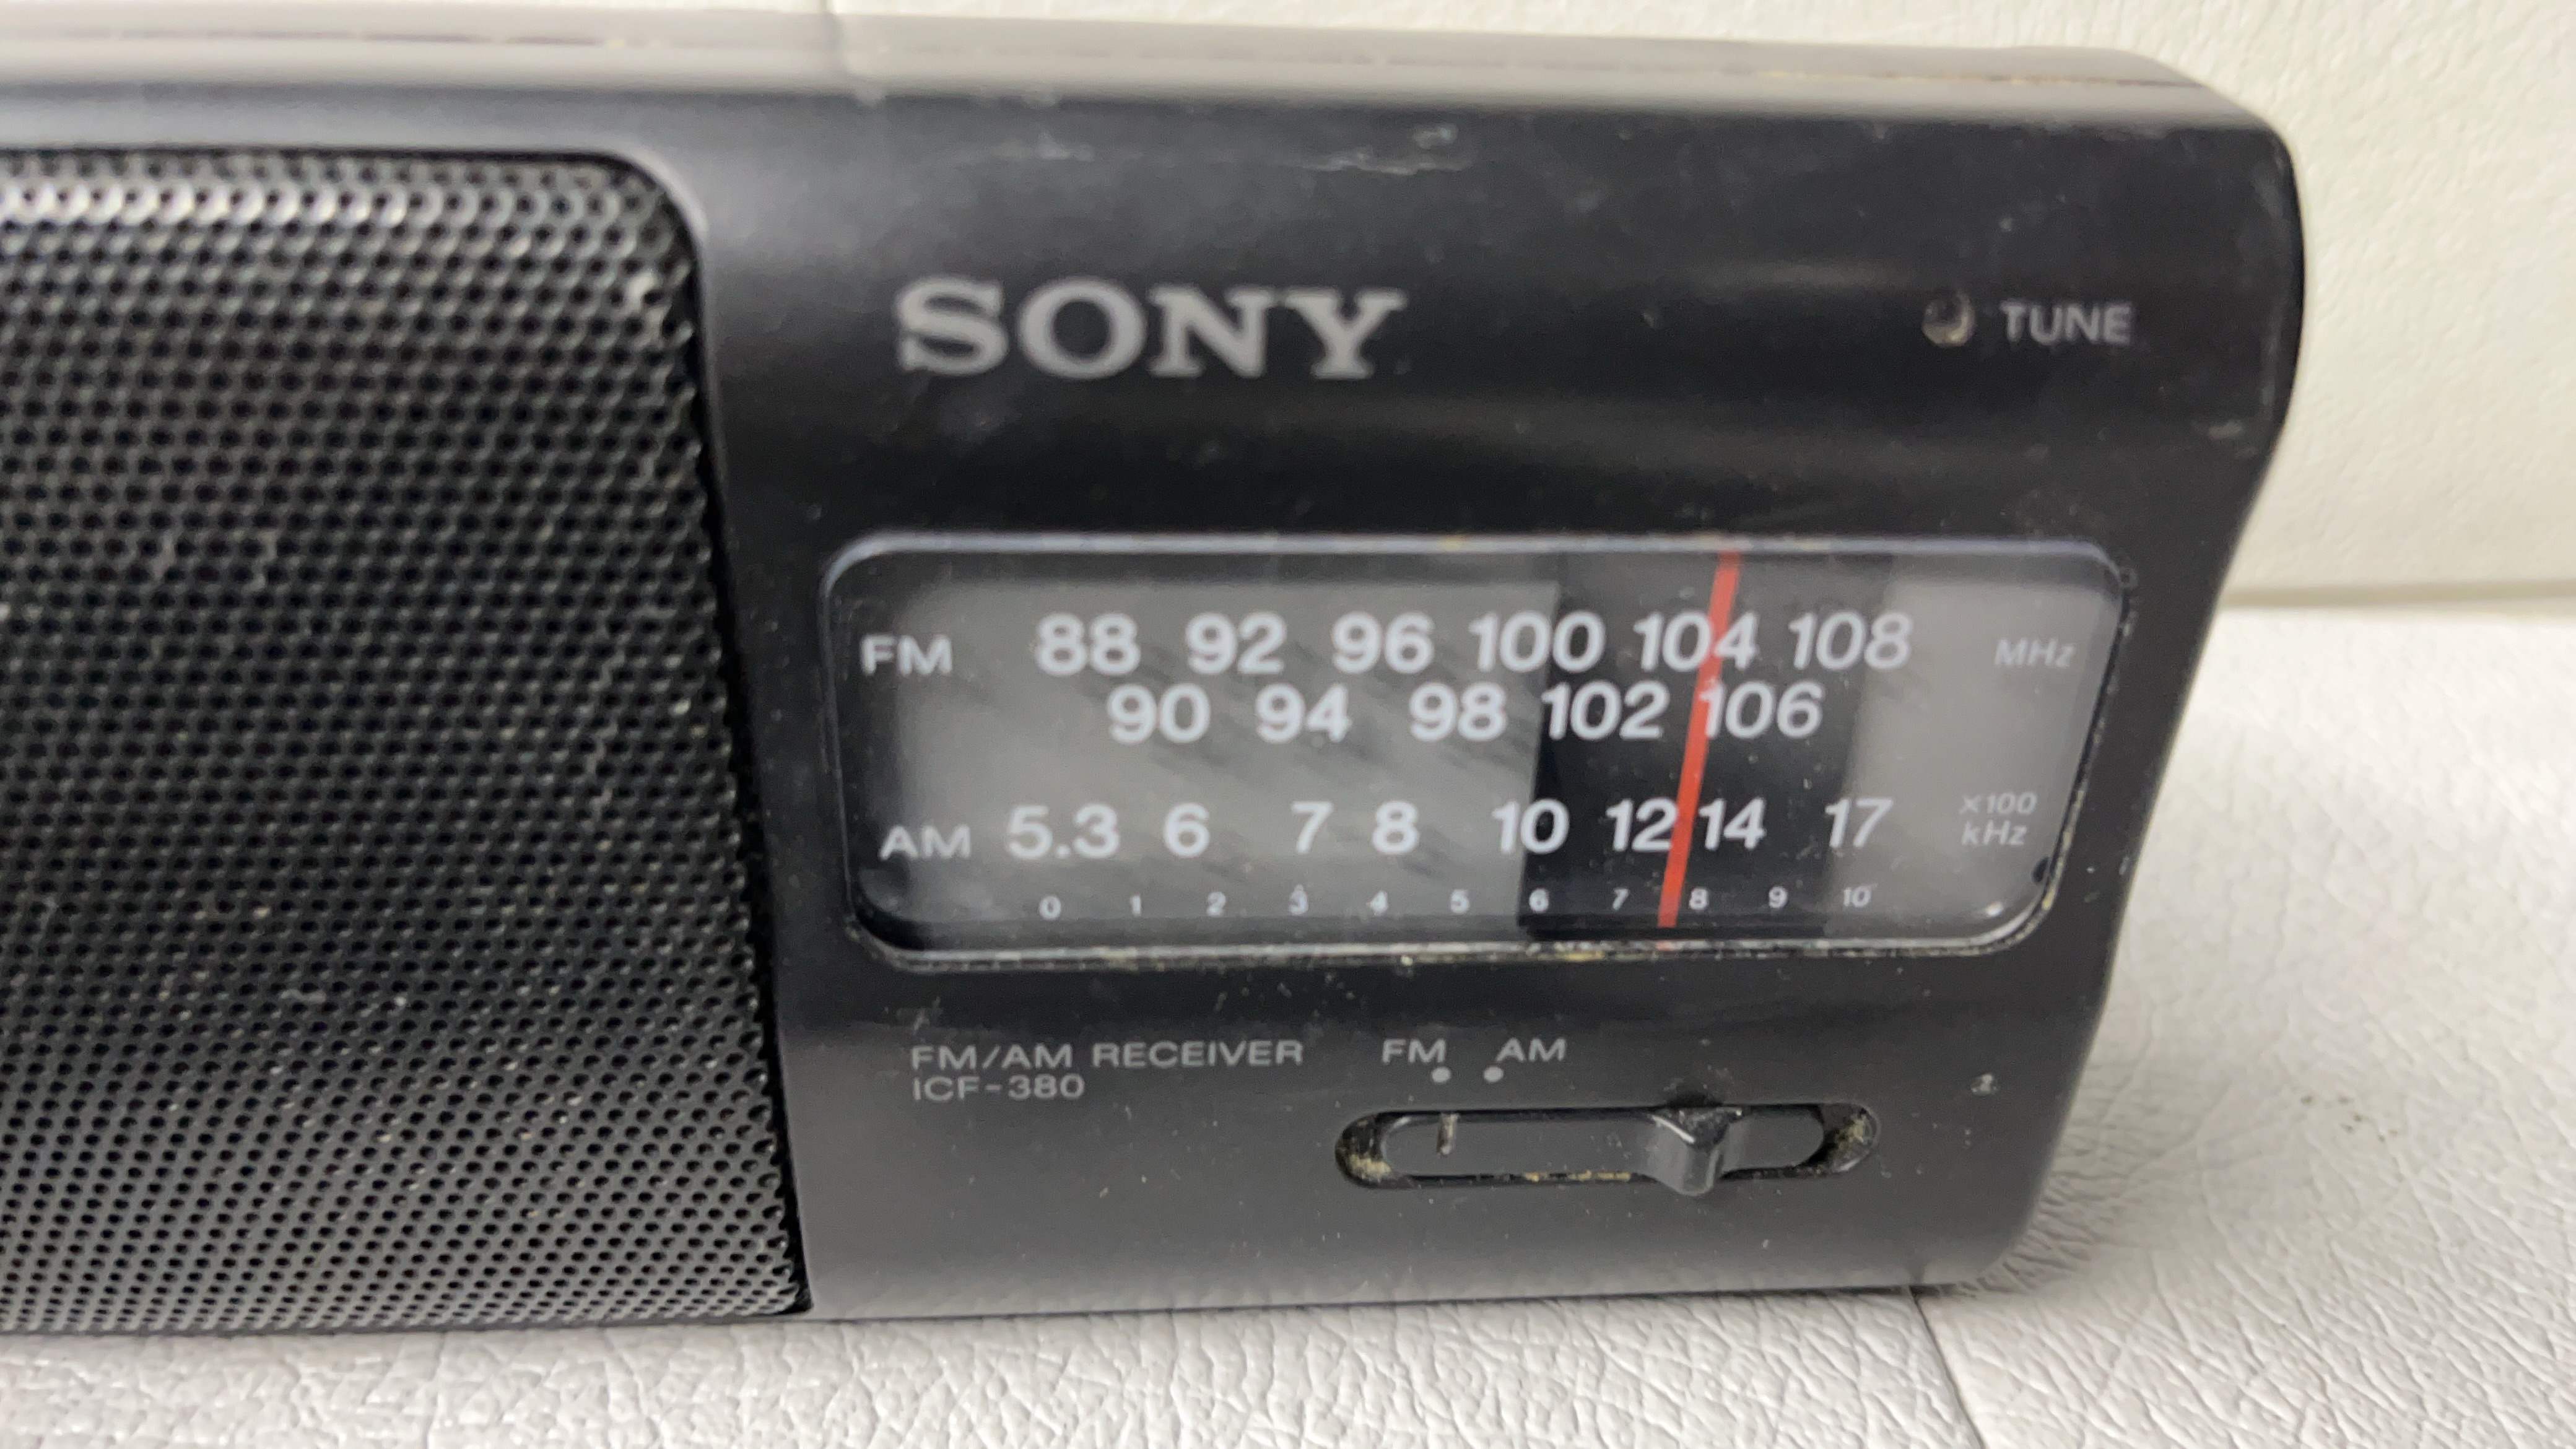 SONY
TUNE
FM 88 92 96 100 104 108 MHz
90 94 98 102 106
AM 5.3 6 7 8 10 12 14 17 X100 kHz
0 1 2 3 4 5 6 7 8 9 10
FM/AM RECEIVER
ICF-380
FM AM